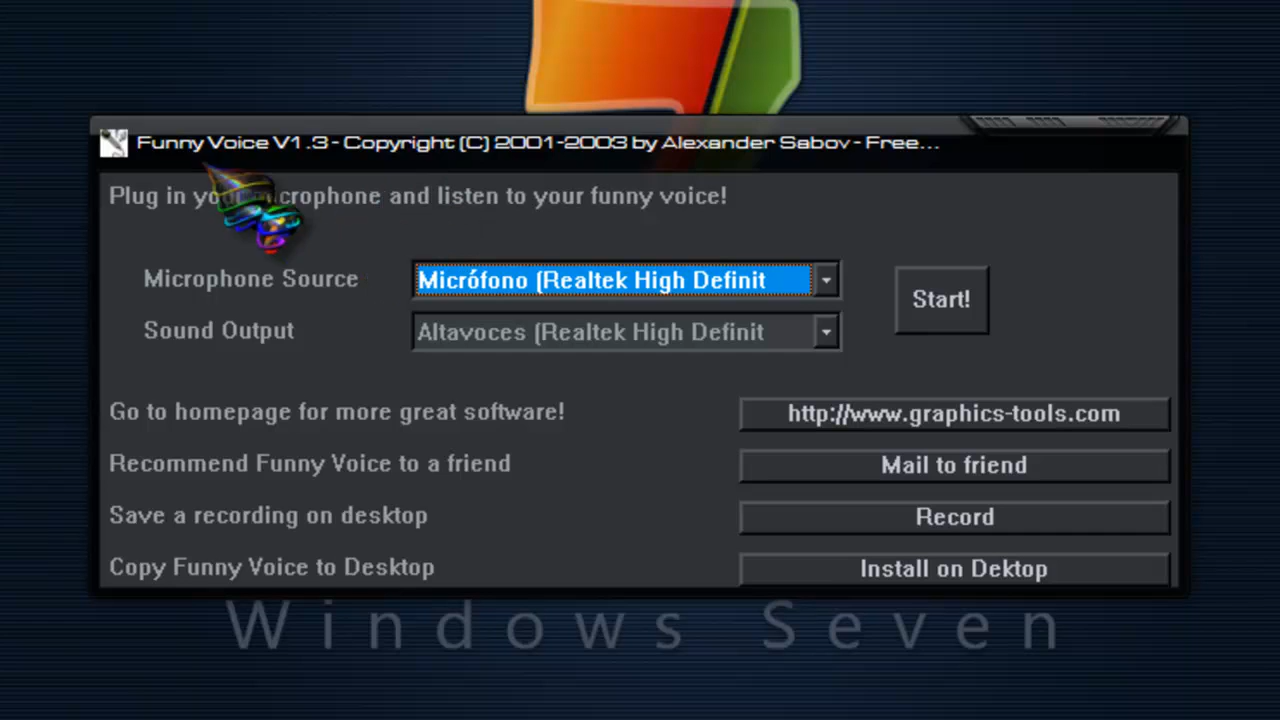 Funny Voice V1.3 - Copyright (C) 2001-2003 by Alexander Sabov - Free...
Plug in your microphone and listen to your funny voice!
Microphone Source
Micrófono (Realtek High Definit
Start!
Sound Output
Altavoces (Realtek High Definit
Go to homepage for more great software!
http://www.graphics-tools.com
Recommend Funny Voice to a friend
Mail to friend
Save a recording on desktop
Record
Copy Funny Voice to Desktop
Install on Dektop
Windows Seven